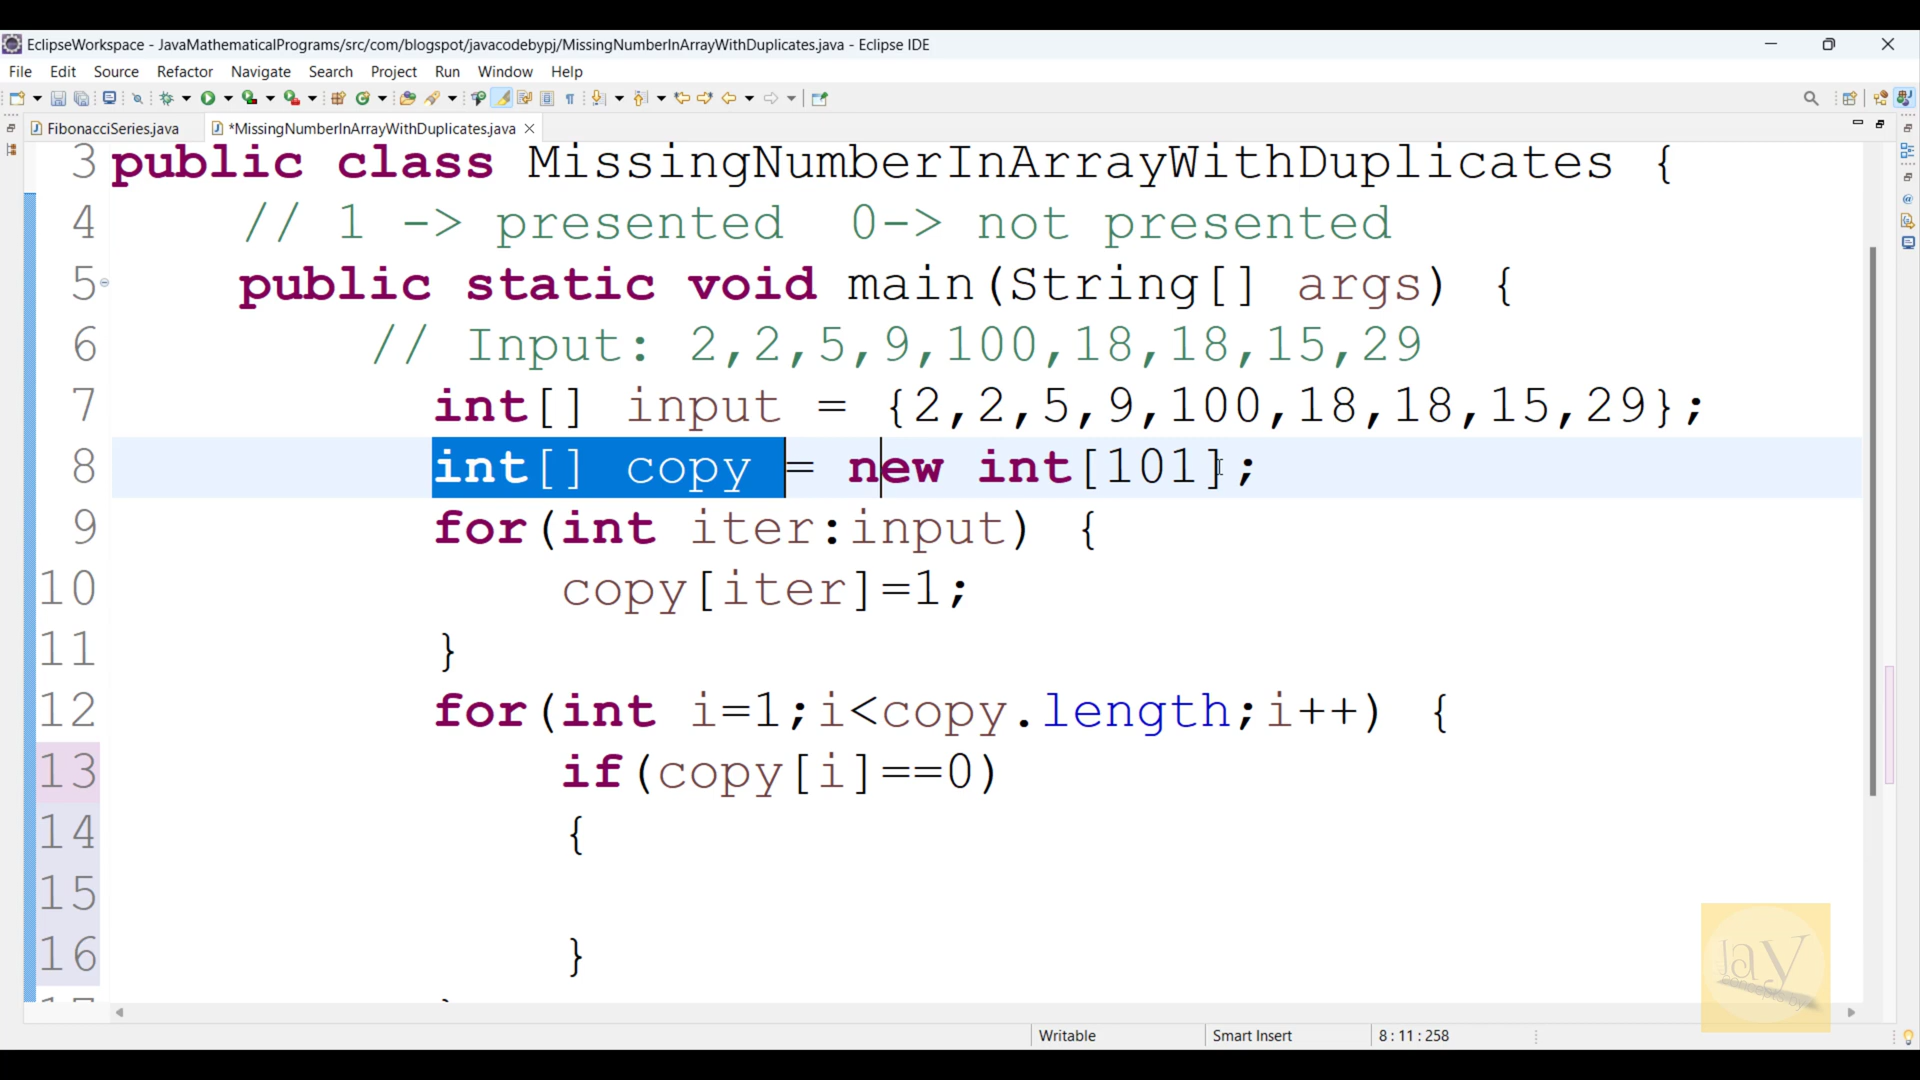 EclipseWorkspace - JavaMathematicalPrograms/src/com/blogspot/javacodebypj/MissingNumberInArrayWithDuplicates.java - Eclipse IDE
File Edit Source Refactor Navigate Search Project Run Window Help
FibonacciSeries.java *MissingNumberInArrayWithDuplicates.java
3 public class MissingNumberInArrayWithDuplicates {
4 // 1 -> presented 0-> not presented
5 public static void main(String[] args) {
6 // Input: 2,2,5,9,100,18,18,15,29
7 int[] input = {2,2,5,9,100,18,18,15,29};
8 int[] copy = new int[101];
9 for(int iter:input) {
10 copy[iter]=1;
11 }
12 for(int i=1;i<copy.length;i++) {
13 if(copy[i]==0)
14 {
15
16 }
Jay
concepts by
Writable Smart Insert 8 : 11 : 258